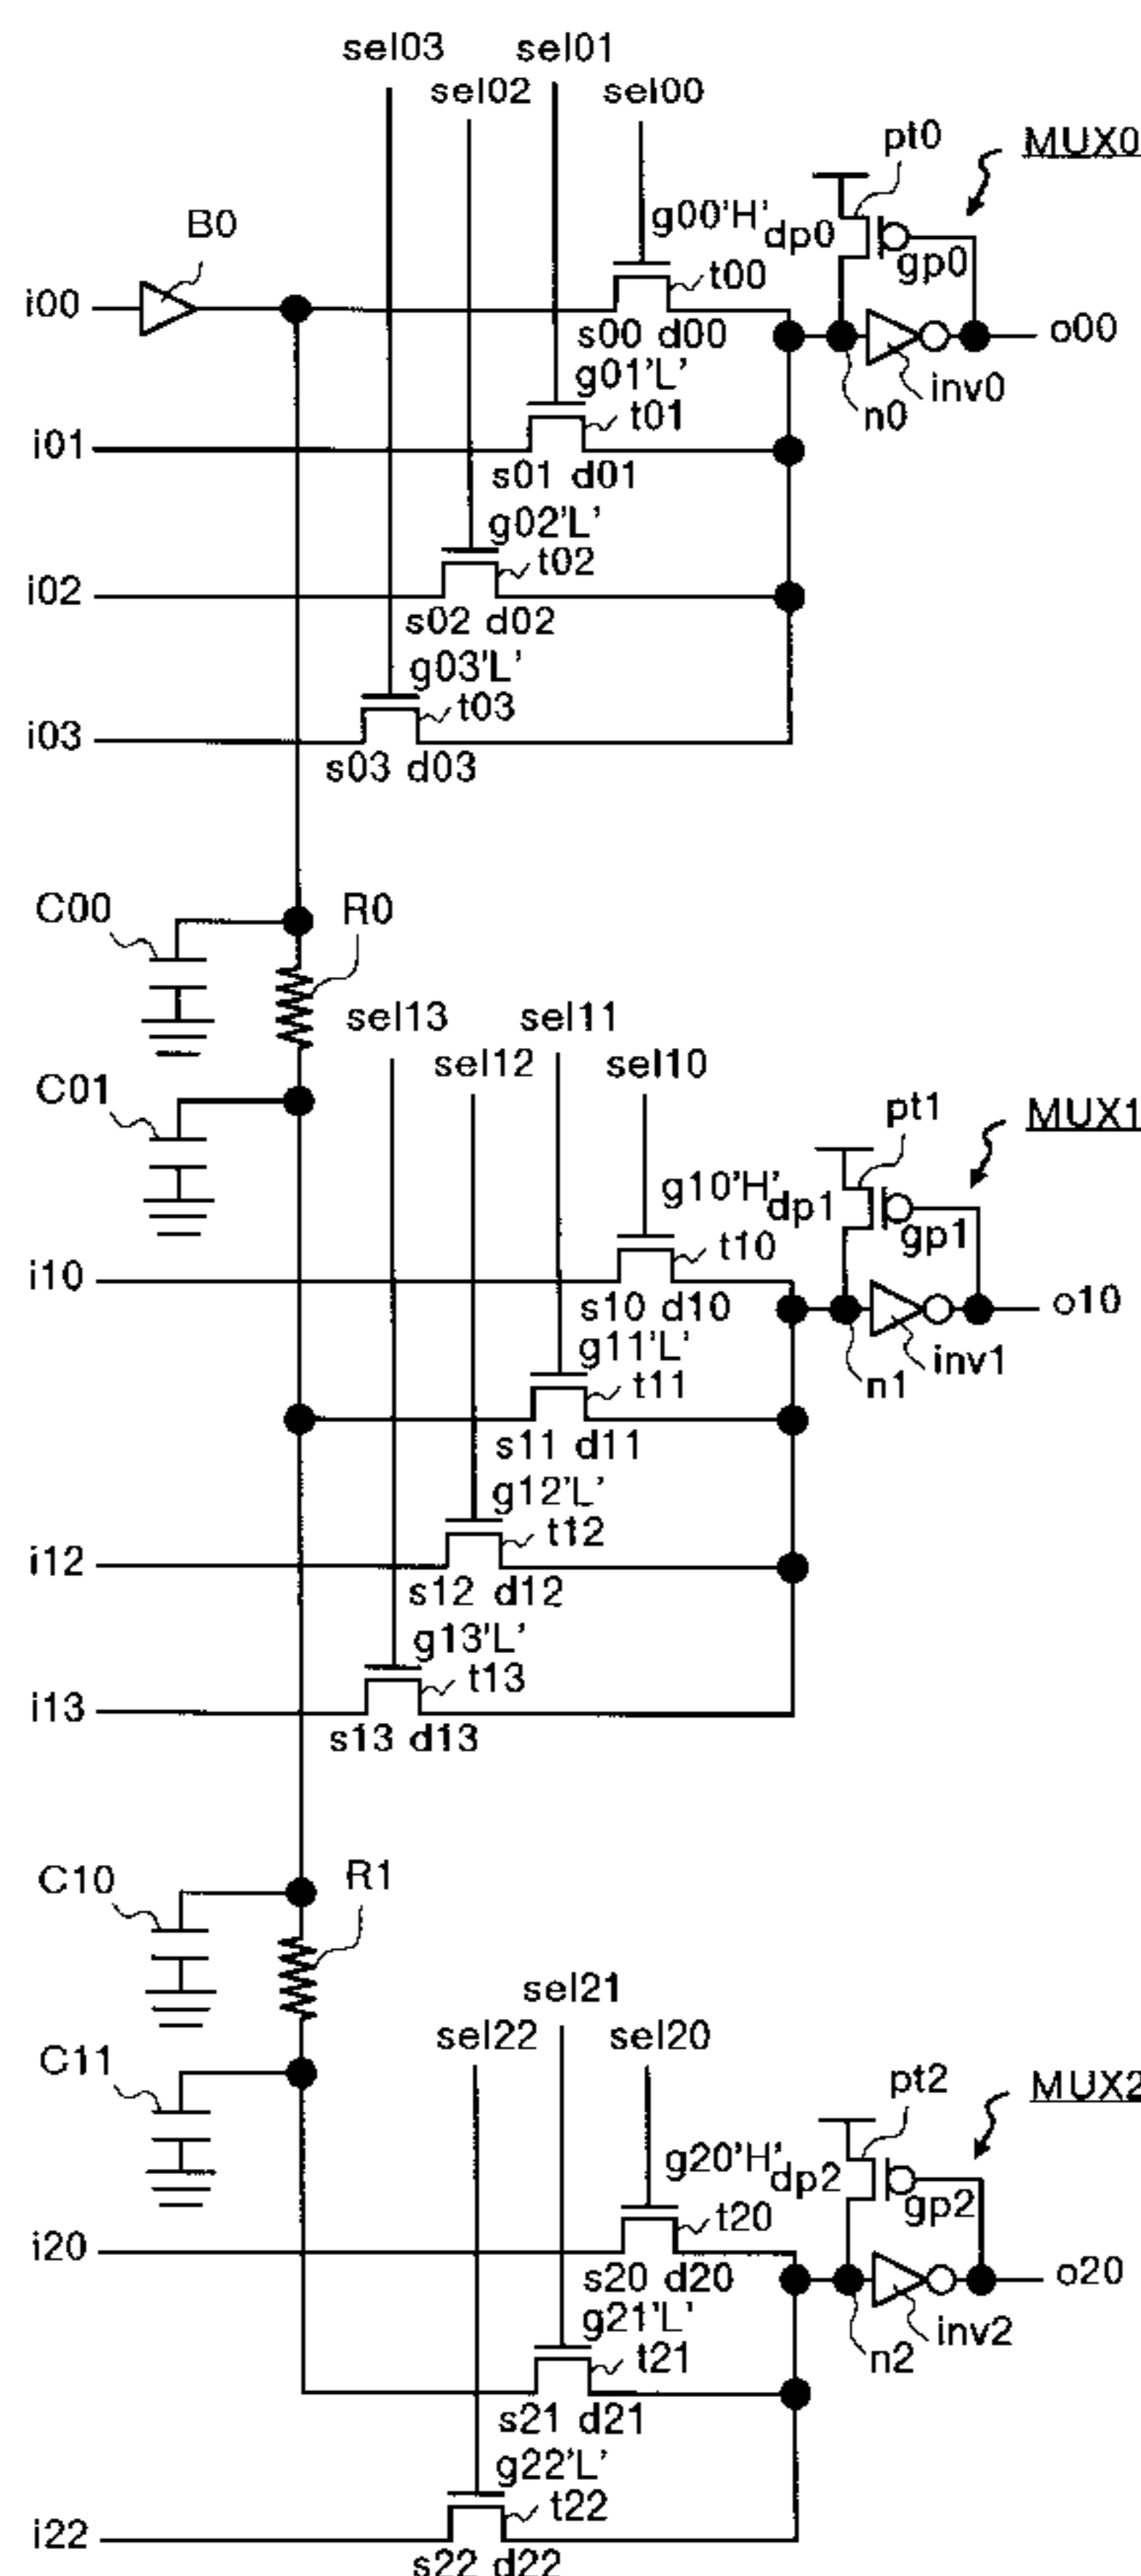 sel03
sel01
sel02
sel00
pt0
MUX0
B0
g00'H'
dp0
gp0
t00
i00
s00 d00
o00
g01'L'
inv0
t01
n0
i01
s01 d01
g02'L'
t02
i02
s02 d02
g03'L'
t03
i03
s03 d03
C00
R0
sel13
sel11
sel12
sel10
C01
pt1
MUX1
g10'H'
dp1
gp1
t10
i10
s10 d10
o10
g11'L'
inv1
t11
n1
s11 d11
g12'L'
t12
i12
s12 d12
g13'L'
t13
i13
s13 d13
C10
R1
sel21
sel22
sel20
C11
pt2
MUX2
g20'H'
dp2
gp2
t20
i20
s20 d20
o20
g21'L'
inv2
t21
n2
s21 d21
g22'L'
t22
i22
s22 d22